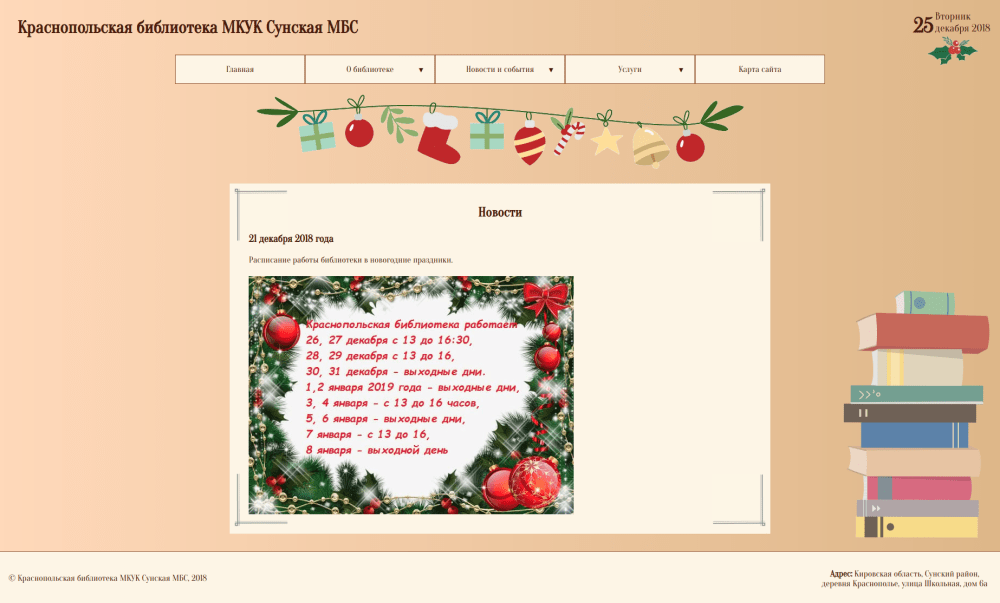 Краснопольская библиотека МКУК Сунская МБС
25 Вторник
декабря 2018
Главная
О библиотеке ▼
Новости и события ▼
Услуги ▼
Карта сайта
Новости
21 декабря 2018 года
Расписание работы библиотеки в новогодние праздники.
Краснопольская библиотека работает
26, 27 декабря с 13 до 16:30,
28, 29 декабря с 13 до 16,
30, 31 декабря - выходные дни.
1,2 января 2019 года - выходные дни,
3, 4 января - с 13 до 16 часов,
5, 6 января - выходные дни,
7 января - с 13 до 16,
8 января - выходной день
© Краснопольская библиотека МКУК Сунская МБС, 2018
Адрес: Кировская область, Сунский район,
деревня Краснополье, улица Школьная, дом 6а